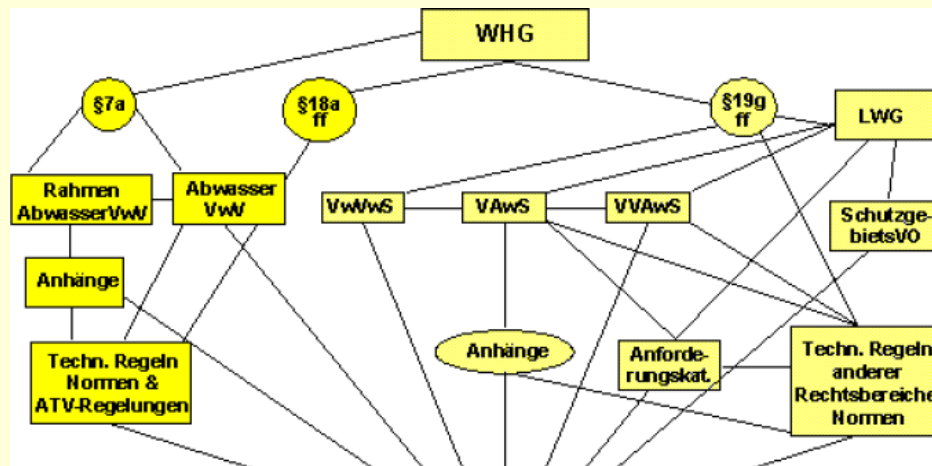 WHG
§7a
§18a
ff
§19g
ff
LWG
Rahmen
AbwasserVwV
Abwasser
VwV
VwVwS
VAwS
VVAwS
Schutzge-
bietsVO
Anhänge
Techn. Regeln
Normen &
ATV-Regelungen
Anhänge
Anforde-
rungskat.
Techn. Regeln
anderer
Rechtsbereiche
Normen